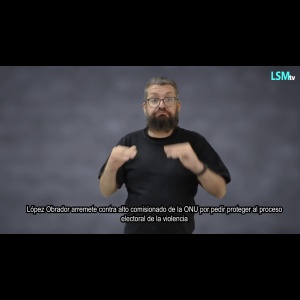 LSMtv
López Obrador arremete contra alto comisionado de la ONU por pedir proteger al proceso
electoral de la violencia